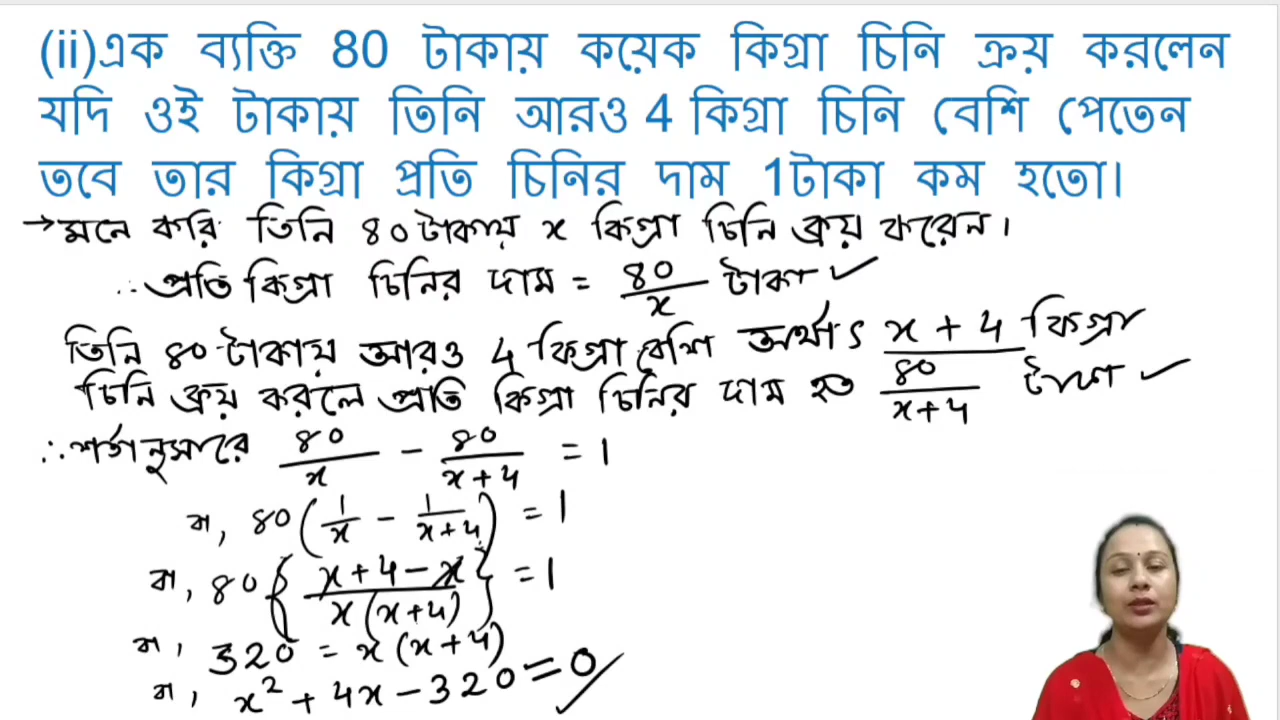 (ii)এক ব্যক্তি 80 টাকায় কয়েক কিগ্রা চিনি ক্রয় করলেন
যদি ওই টাকায় তিনি আরও 4 কিগ্রা চিনি বেশি পেতেন
তবে তার কিগ্রা প্রতি চিনির দাম 1টাকা কম হতো।
→ মনে করি তিনি 80 টাকায় x কিগ্রা চিনি ক্রয় করেন।
∴ প্রতি কিগ্রা চিনির দাম = 80/x টাকা ✓
তিনি 80 টাকায় আরও 4 কিগ্রা বেশি অর্থাৎ x + 4 কিগ্রা
চিনি ক্রয় করলে প্রতি কিগ্রা চিনির দাম হত 80/(x+4) টাকা ✓
∴ শর্তানুসারে 80/x − 80/(x+4) = 1
বা, 80(1/x − 1/(x+4)) = 1
বা, 80{(x+4−x)/(x(x+4))} = 1
বা, 320 = x(x+4)
বা, x² + 4x − 320 = 0